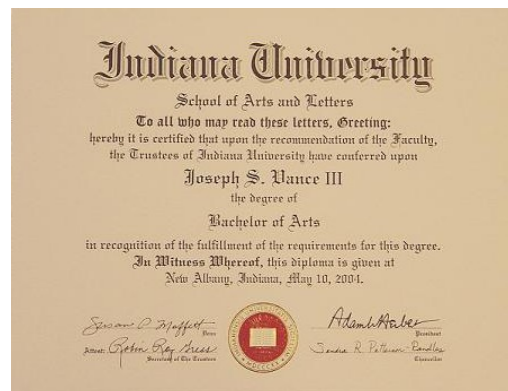 Indiana University
School of Arts and Letters
To all who may read these letters, Greeting:
hereby it is certified that upon the recommendation of the Faculty,
the Trustees of Indiana University have conferred upon
Joseph S. Vance III
the degree of
Bachelor of Arts
in recognition of the fulfillment of the requirements for this degree.
In Witness Whereof, this diploma is given at
New Albany, Indiana, May 10, 2004.
Dean
President
Attest:
Secretary of The Trustees
Chancellor